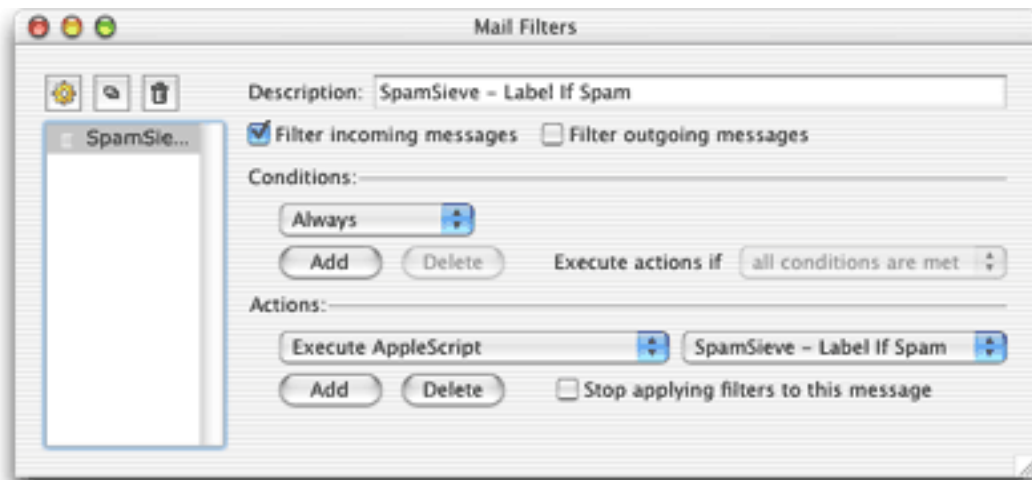 Mail Filters
Description: SpamSieve – Label If Spam
SpamSie...
Filter incoming messages Filter outgoing messages
Conditions:
Always
Add Delete Execute actions if all conditions are met
Actions:
Execute AppleScript SpamSieve – Label If Spam
Add Delete Stop applying filters to this message